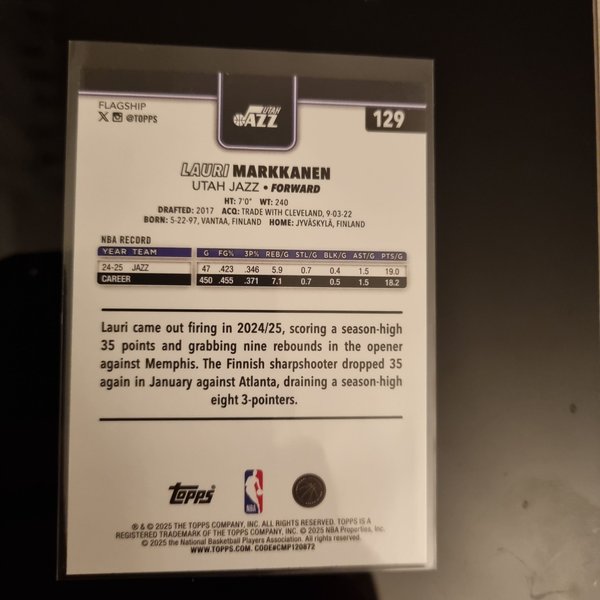 FLAGSHIP
@TOPPS
UTAH
JAZZ
129
LAURI MARKKANEN
UTAH JAZZ • FORWARD
HT: 7'0" WT: 240
DRAFTED: 2017 ACQ: TRADE WITH CLEVELAND, 9-03-22
BORN: 5-22-97, VANTAA, FINLAND HOME: JYVÄSKYLÄ, FINLAND
NBA RECORD
YEAR TEAM G FG% 3P% REB/G STL/G BLK/G AST/G PTS/G
24-25 JAZZ 47 .423 .346 5.9 0.7 0.4 1.5 19.0
CAREER 450 .455 .371 7.1 0.7 0.5 1.5 18.2
Lauri came out firing in 2024/25, scoring a season-high
35 points and grabbing nine rebounds in the opener
against Memphis. The Finnish sharpshooter dropped 35
again in January against Atlanta, draining a season-high
eight 3-pointers.
Topps
NBA
® & © 2025 THE TOPPS COMPANY, INC. ALL RIGHTS RESERVED. TOPPS IS A
REGISTERED TRADEMARK OF THE TOPPS COMPANY, INC. © 2025 NBA Properties, Inc.
© 2025 the National Basketball Players Association. All rights reserved.
WWW.TOPPS.COM. CODE#CMP120872